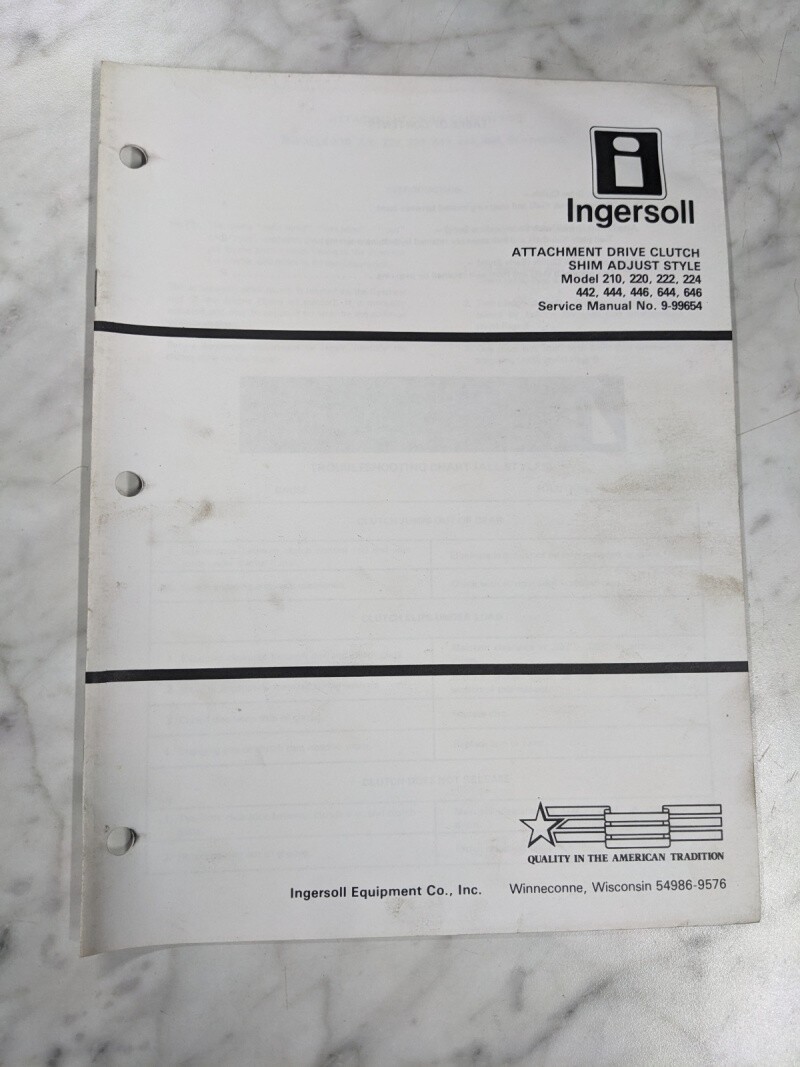 Ingersoll
ATTACHMENT DRIVE CLUTCH
SHIM ADJUST STYLE
Model 210, 220, 222, 224
442, 444, 446, 644, 646
Service Manual No. 9-99654
QUALITY IN THE AMERICAN TRADITION
Ingersoll Equipment Co., Inc. Winneconne, Wisconsin 54986-9576